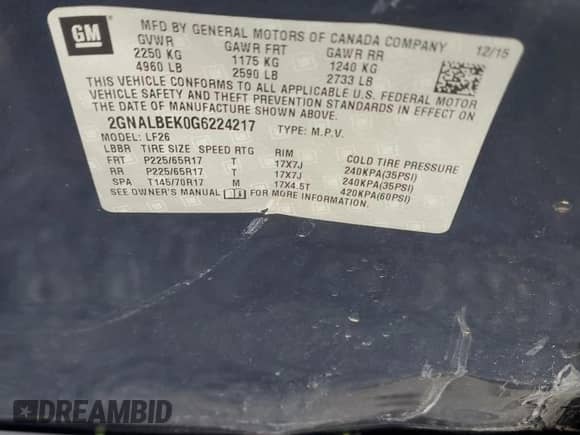 GM
MFD BY GENERAL MOTORS OF CANADA COMPANY 12/15
GVWR GAWR FRT GAWR RR
2250 KG 1175 KG 1240 KG
4960 LB 2590 LB 2733 LB
THIS VEHICLE CONFORMS TO ALL APPLICABLE U.S. FEDERAL MOTOR
VEHICLE SAFETY, BUMPER, AND THEFT PREVENTION STANDARDS IN EFFECT ON
THE DATE OF MANUFACTURE SHOWN ABOVE.
2GNALBEK0G6224217 TYPE: M.P.V.
MODEL: LF26
LBBR TIRE SIZE SPEED RTG RIM COLD TIRE PRESSURE
FRT P225/65R17 T 17X7J 240KPA(35PSI)
RR P225/65R17 T 17X7J 240KPA(35PSI)
SPA T145/70R17 M 17X4.5T 420KPA(60PSI)
SEE OWNER'S MANUAL FOR MORE INFORMATION
DREAMBID